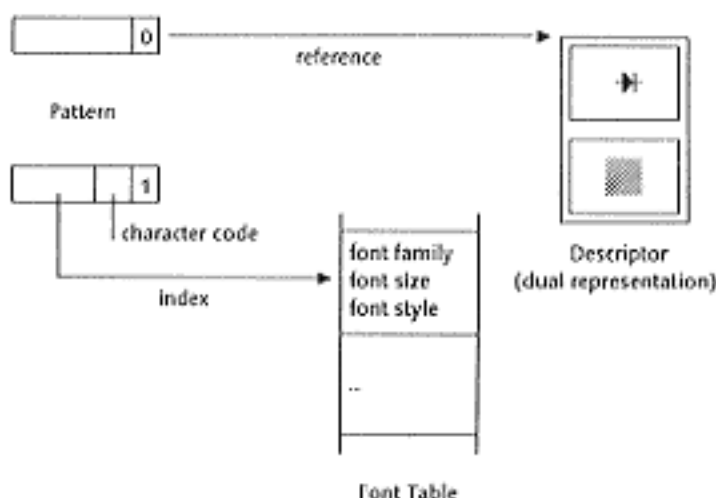 0
reference
Pattern
1
character code
font family
font size
font style
index
..
Descriptor
(dual representation)
Font Table